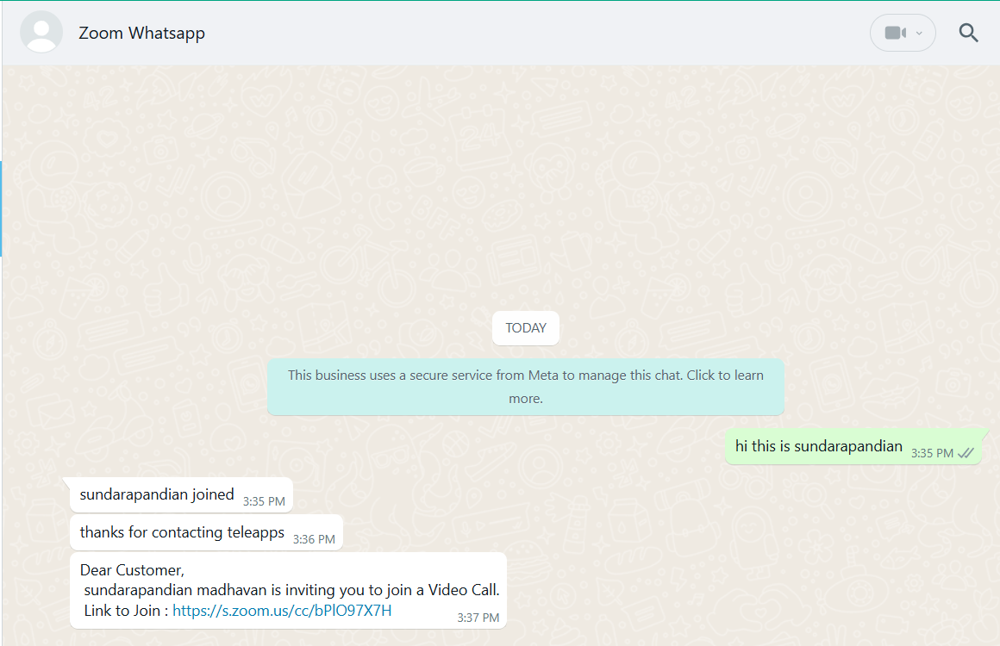 Zoom Whatsapp
TODAY
This business uses a secure service from Meta to manage this chat. Click to learn
more.
hi this is sundarapandian 3:35 PM
sundarapandian joined 3:35 PM
thanks for contacting teleapps 3:36 PM
Dear Customer,
sundarapandian madhavan is inviting you to join a Video Call.
Link to Join : https://s.zoom.us/cc/bPlO97X7H
3:37 PM